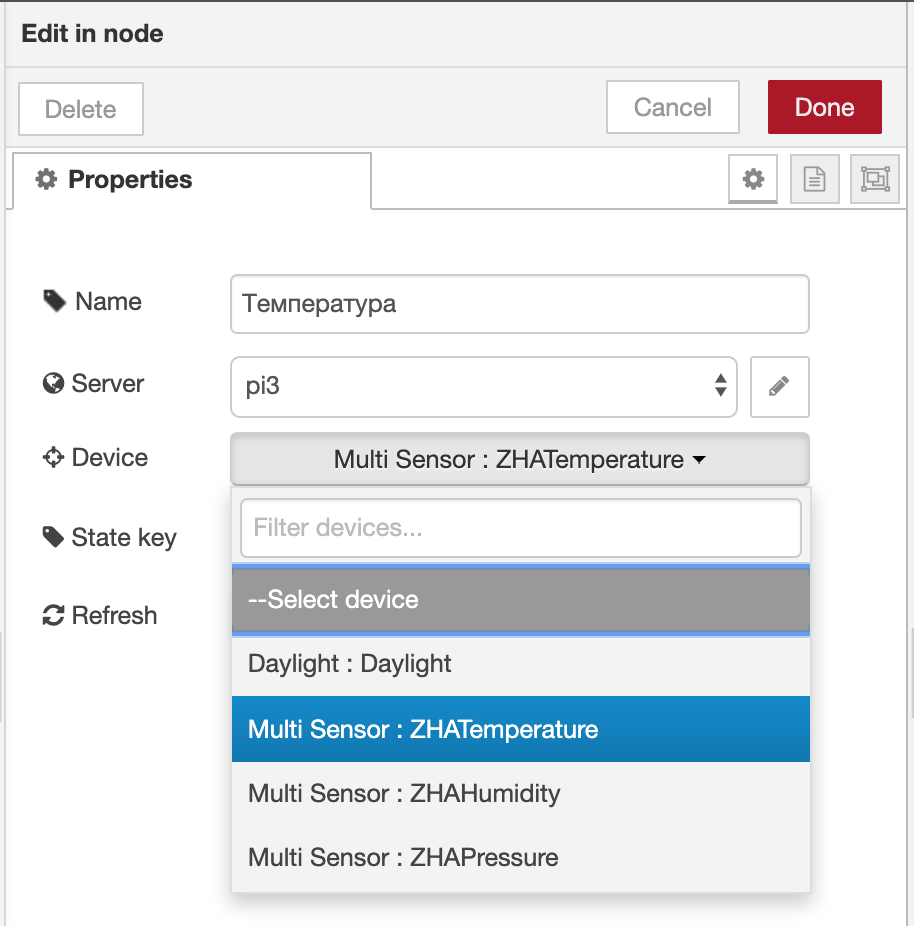 Edit in node
Delete
Cancel
Done
Properties
Name
Температура
Server
pi3
Device
Multi Sensor : ZHATemperature
State key
Filter devices...
--Select device
Refresh
Daylight : Daylight
Multi Sensor : ZHATemperature
Multi Sensor : ZHAHumidity
Multi Sensor : ZHAPressure